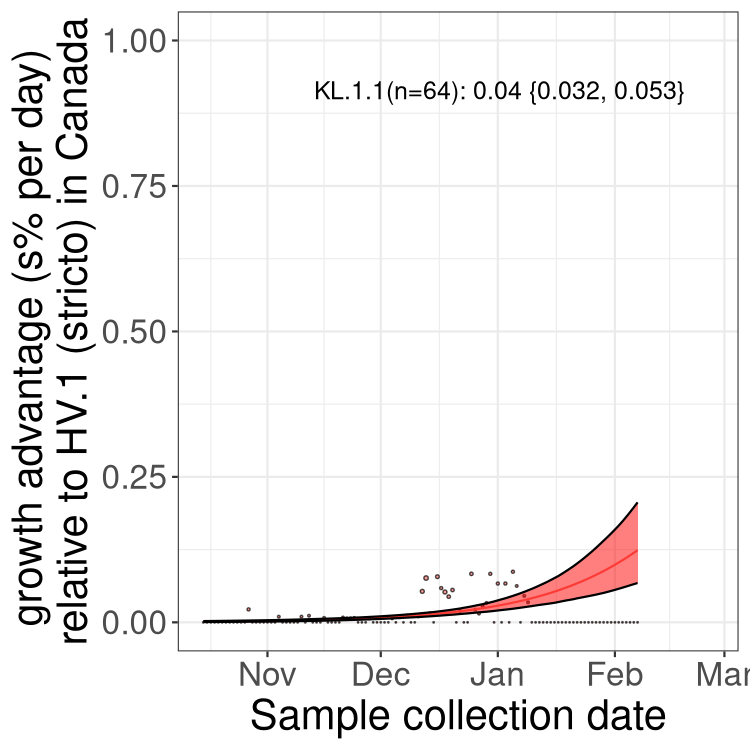 growth advantage (s% per day)
relative to HV.1 (stricto) in Canada
1.00
0.75
0.50
0.25
0.00
KL.1.1(n=64): 0.04 {0.032, 0.053}
Nov
Dec
Jan
Feb
Mar
Sample collection date